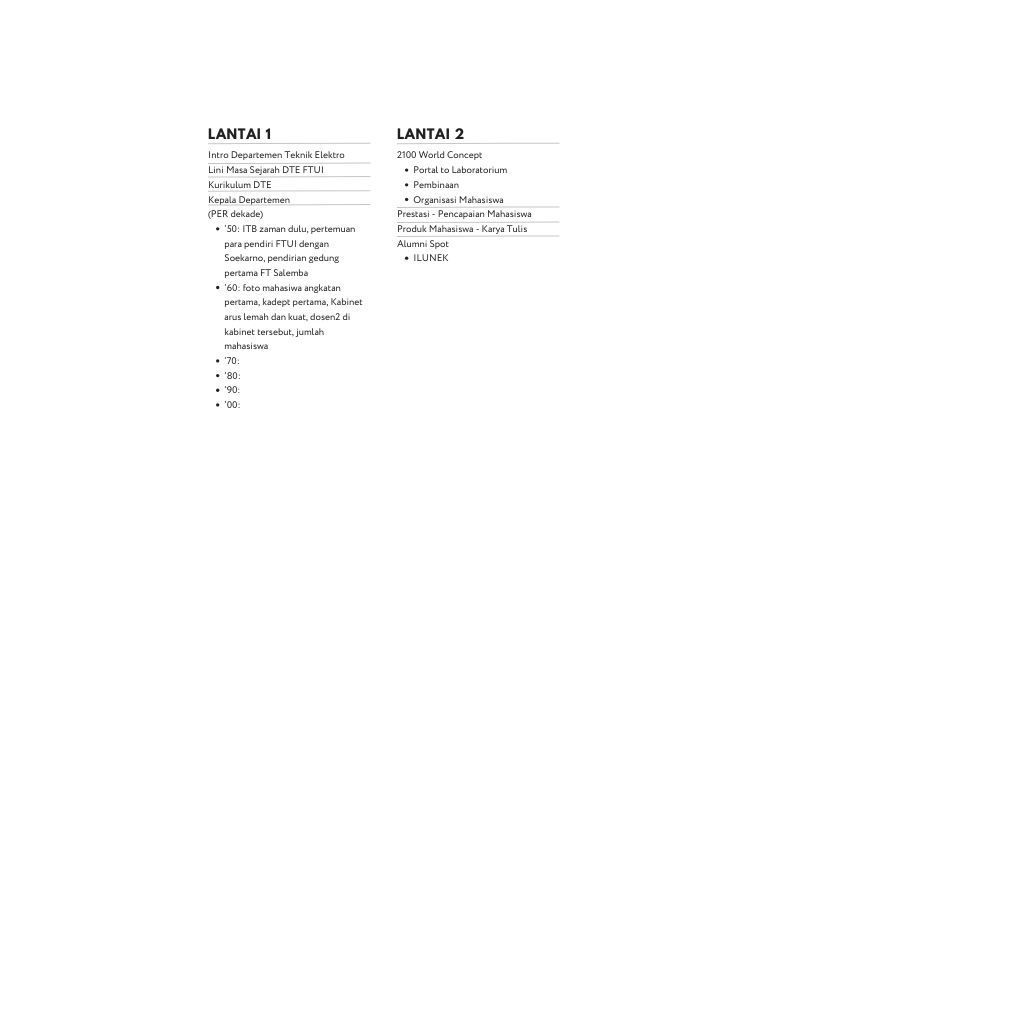 LANTAI 1
Intro Departemen Teknik Elektro
Lini Masa Sejarah DTE FTUI
Kurikulum DTE
Kepala Departemen
(PER dekade)
• '50: ITB zaman dulu, pertemuan
para pendiri FTUI dengan
Soekarno, pendirian gedung
pertama FT Salemba
• '60: foto mahasiwa angkatan
pertama, kadept pertama, Kabinet
arus lemah dan kuat, dosen2 di
kabinet tersebut, jumlah
mahasiswa
• '70:
• '80:
• '90:
• '00:
LANTAI 2
2100 World Concept
• Portal to Laboratorium
• Pembinaan
• Organisasi Mahasiswa
Prestasi - Pencapaian Mahasiswa
Produk Mahasiswa - Karya Tulis
Alumni Spot
• ILUNEK